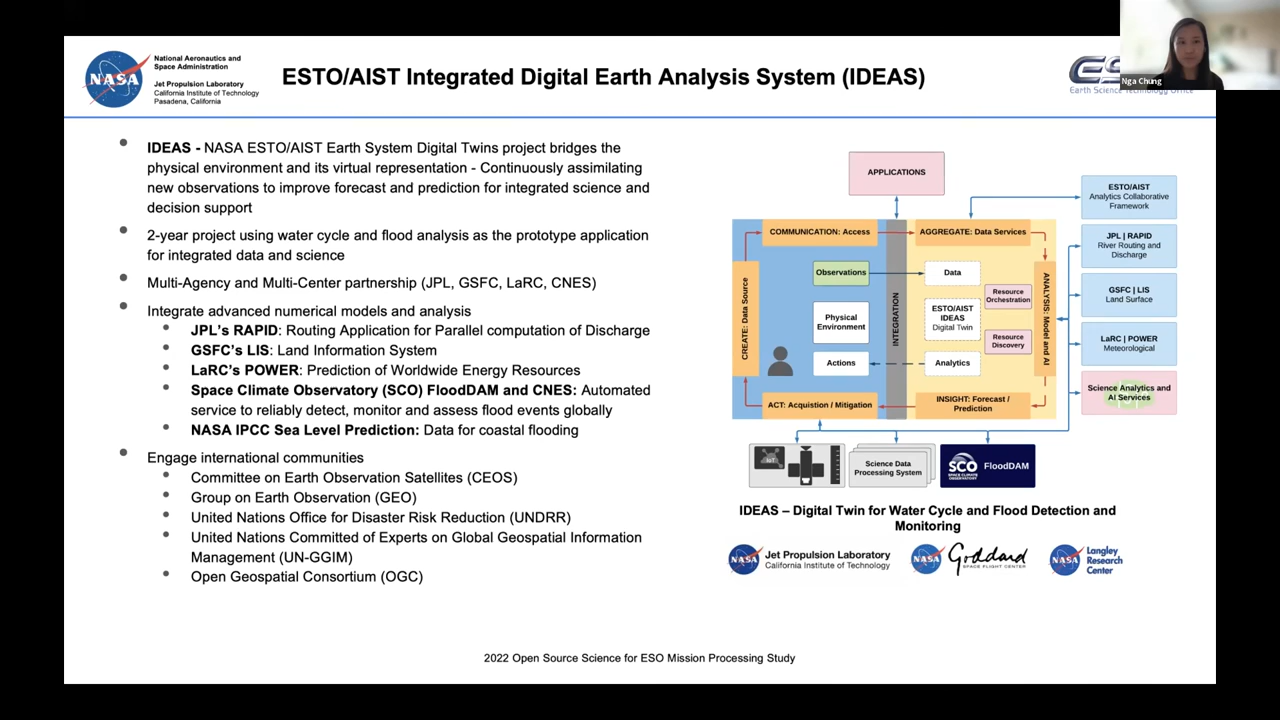 National Aeronautics and
Space Administration
Jet Propulsion Laboratory
California Institute of Technology
Pasadena, California
NASA
ESTO/AIST Integrated Digital Earth Analysis System (IDEAS)
Earth Science Technology Office
Nga Chung
IDEAS - NASA ESTO/AIST Earth System Digital Twins project bridges the
physical environment and its virtual representation - Continuously assimilating
new observations to improve forecast and prediction for integrated science and
decision support
2-year project using water cycle and flood analysis as the prototype application
for integrated data and science
Multi-Agency and Multi-Center partnership (JPL, GSFC, LaRC, CNES)
Integrate advanced numerical models and analysis
JPL's RAPID: Routing Application for Parallel computation of Discharge
GSFC's LIS: Land Information System
LaRC's POWER: Prediction of Worldwide Energy Resources
Space Climate Observatory (SCO) FloodDAM and CNES: Automated
service to reliably detect, monitor and assess flood events globally
NASA IPCC Sea Level Prediction: Data for coastal flooding
Engage international communities
Committee on Earth Observation Satellites (CEOS)
Group on Earth Observation (GEO)
United Nations Office for Disaster Risk Reduction (UNDRR)
United Nations Committed of Experts on Global Geospatial Information
Management (UN-GGIM)
Open Geospatial Consortium (OGC)
APPLICATIONS
COMMUNICATION: Access
AGGREGATE: Data Services
CREATE: Data Source
Observations
Physical
Environment
Actions
INTEGRATION
Data
ESTO/AIST
IDEAS
Digital Twin
Analytics
Resource
Orchestration
Resource
Discovery
ANALYSIS: Model and AI
ACT: Acquistion / Mitigation
INSIGHT: Forecast /
Prediction
ESTO/AIST
Analytics Collaborative
Framework
JPL | RAPID
River Routing and
Discharge
GSFC | LIS
Land Surface
LaRC | POWER
Meteorological
Science Analytics and
AI Services
IoT
Science Data
Processing System
SCO
SPACE CLIMATE
OBSERVATORY
FloodDAM
IDEAS – Digital Twin for Water Cycle and Flood Detection and
Monitoring
NASA
Jet Propulsion Laboratory
California Institute of Technology
NASA
Goddard
SPACE FLIGHT CENTER
NASA
Langley
Research
Center
2022 Open Source Science for ESO Mission Processing Study